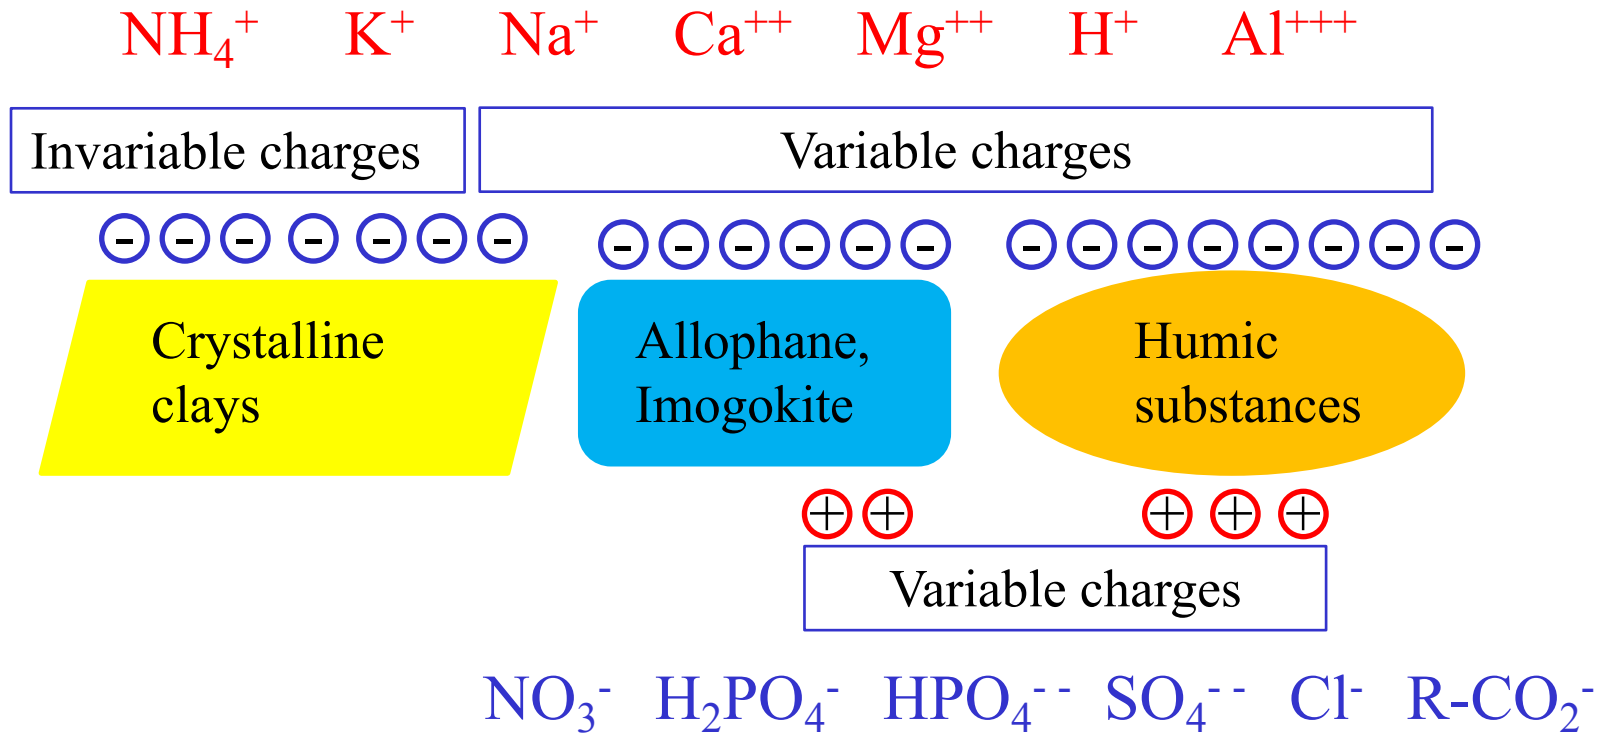 NH₄⁺ K⁺ Na⁺ Ca⁺⁺ Mg⁺⁺ H⁺ Al⁺⁺⁺
Invariable charges
Variable charges
- - - - - - -
- - - - - -
- - - - - - - -
Crystalline
clays
Allophane,
Imogokite
Humic
substances
+ +
+ + +
Variable charges
NO₃⁻ H₂PO₄⁻ HPO₄⁻ ⁻ SO₄⁻ ⁻ Cl⁻ R-CO₂⁻